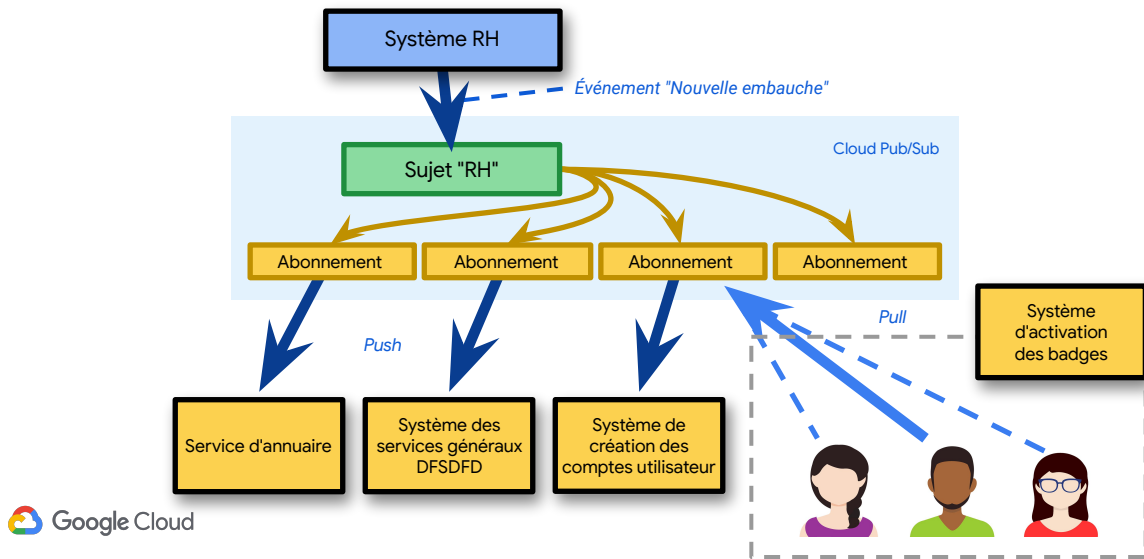 Système RH
Événement "Nouvelle embauche"
Cloud Pub/Sub
Sujet "RH"
Abonnement
Abonnement
Abonnement
Abonnement
Push
Pull
Système
d'activation
des badges
Service d'annuaire
Système des
services généraux
DFSDFD
Système de
création des
comptes utilisateur
Google Cloud